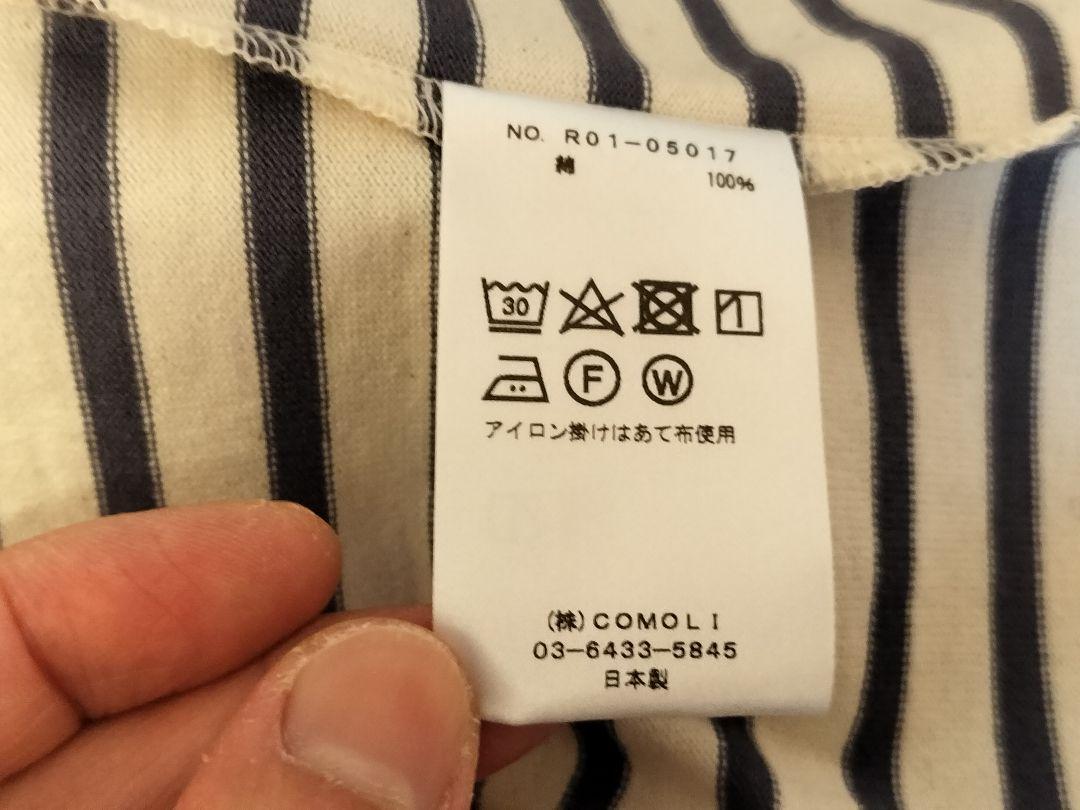 NO. R01-05017
綿 100%
30
F W
アイロン掛けはあて布使用
(株)COMOLI
03-6433-5845
日本製